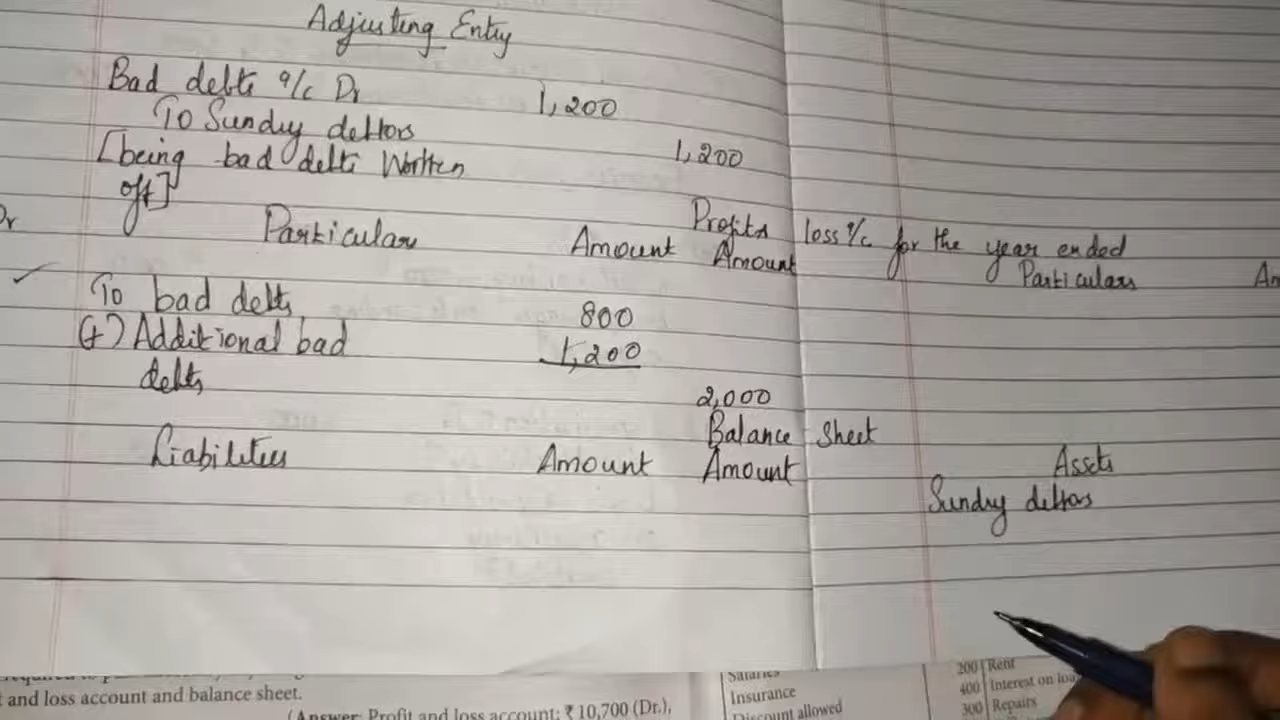 Adjusting Entry
Bad debts a/c Dr 1,200
To Sundry debtors 1,200
[being bad debts Written
off]
Dr Profit & loss a/c for the year ended
Particulars Amount Amount Particulars Am
To bad debts 800
(+) Additional bad 1,200
debts 2,000
Balance Sheet
Liabilities Amount Amount Assets
Sundry debtors
and loss account and balance sheet.
(Answer: Profit and loss account: ₹ 10,700 (Dr.),
Salaries 200 Rent
Insurance 400 Interest on loa
Discount allowed 300 Repairs